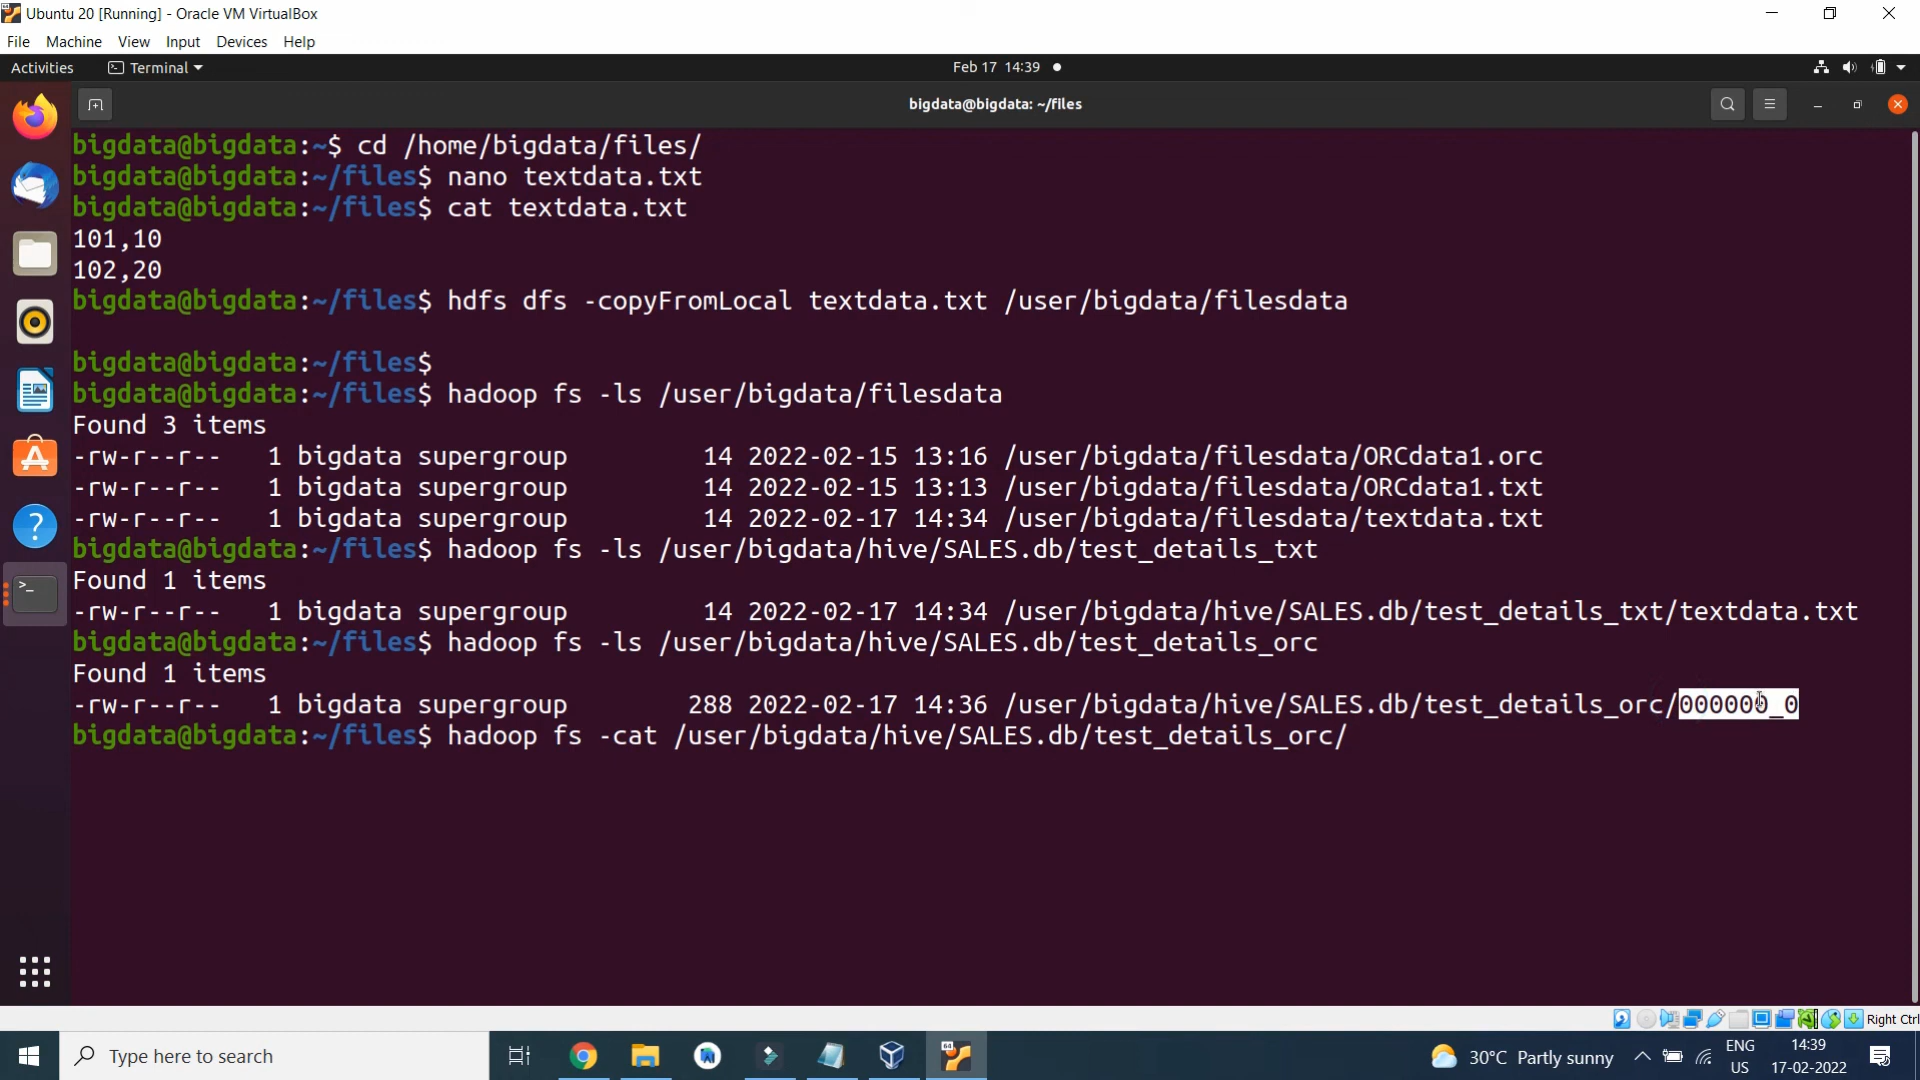 Ubuntu 20 [Running] - Oracle VM VirtualBox
File Machine View Input Devices Help
Activities Terminal Feb 17 14:39
bigdata@bigdata: ~/files
bigdata@bigdata:~$ cd /home/bigdata/files/
bigdata@bigdata:~/files$ nano textdata.txt
bigdata@bigdata:~/files$ cat textdata.txt
101,10
102,20
bigdata@bigdata:~/files$ hdfs dfs -copyFromLocal textdata.txt /user/bigdata/filesdata
bigdata@bigdata:~/files$
bigdata@bigdata:~/files$ hadoop fs -ls /user/bigdata/filesdata
Found 3 items
-rw-r--r--   1 bigdata supergroup         14 2022-02-15 13:16 /user/bigdata/filesdata/ORCdata1.orc
-rw-r--r--   1 bigdata supergroup         14 2022-02-15 13:13 /user/bigdata/filesdata/ORCdata1.txt
-rw-r--r--   1 bigdata supergroup         14 2022-02-17 14:34 /user/bigdata/filesdata/textdata.txt
bigdata@bigdata:~/files$ hadoop fs -ls /user/bigdata/hive/SALES.db/test_details_txt
Found 1 items
-rw-r--r--   1 bigdata supergroup         14 2022-02-17 14:34 /user/bigdata/hive/SALES.db/test_details_txt/textdata.txt
bigdata@bigdata:~/files$ hadoop fs -ls /user/bigdata/hive/SALES.db/test_details_orc
Found 1 items
-rw-r--r--   1 bigdata supergroup        288 2022-02-17 14:36 /user/bigdata/hive/SALES.db/test_details_orc/000000_0
bigdata@bigdata:~/files$ hadoop fs -cat /user/bigdata/hive/SALES.db/test_details_orc/
Right Ctrl
Type here to search
64
30°C Partly sunny
ENG
US
14:39
17-02-2022